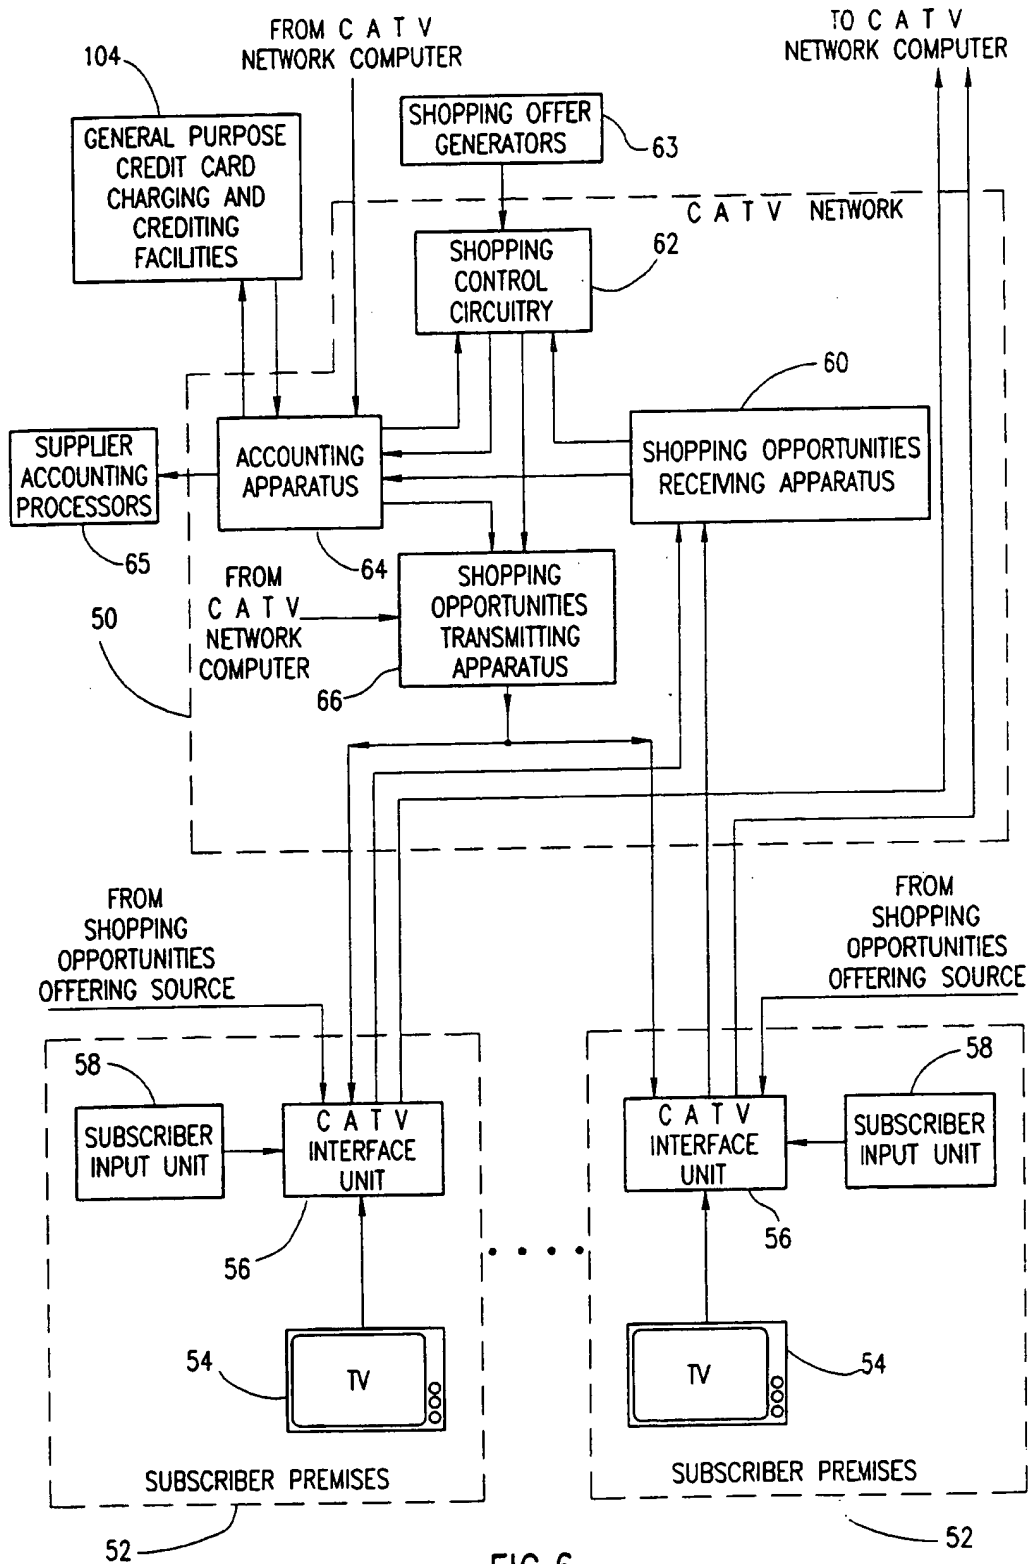 FROM C A T V
NETWORK COMPUTER
TO C A T V
NETWORK COMPUTER
104
GENERAL PURPOSE
CREDIT CARD
CHARGING AND
CREDITING
FACILITIES
SHOPPING OFFER
GENERATORS
63
C A T V NETWORK
SHOPPING
CONTROL
CIRCUITRY
62
60
SUPPLIER
ACCOUNTING
PROCESSORS
65
ACCOUNTING
APPARATUS
64
SHOPPING OPPORTUNITIES
RECEIVING APPARATUS
FROM
C A T V
NETWORK
COMPUTER
50
SHOPPING
OPPORTUNITIES
TRANSMITTING
APPARATUS
66
FROM
SHOPPING
OPPORTUNITIES
OFFERING SOURCE
FROM
SHOPPING
OPPORTUNITIES
OFFERING SOURCE
58
SUBSCRIBER
INPUT UNIT
C A T V
INTERFACE
UNIT
56
54
TV
SUBSCRIBER PREMISES
52
C A T V
INTERFACE
UNIT
56
58
SUBSCRIBER
INPUT UNIT
TV
54
SUBSCRIBER PREMISES
52
FIG. 6